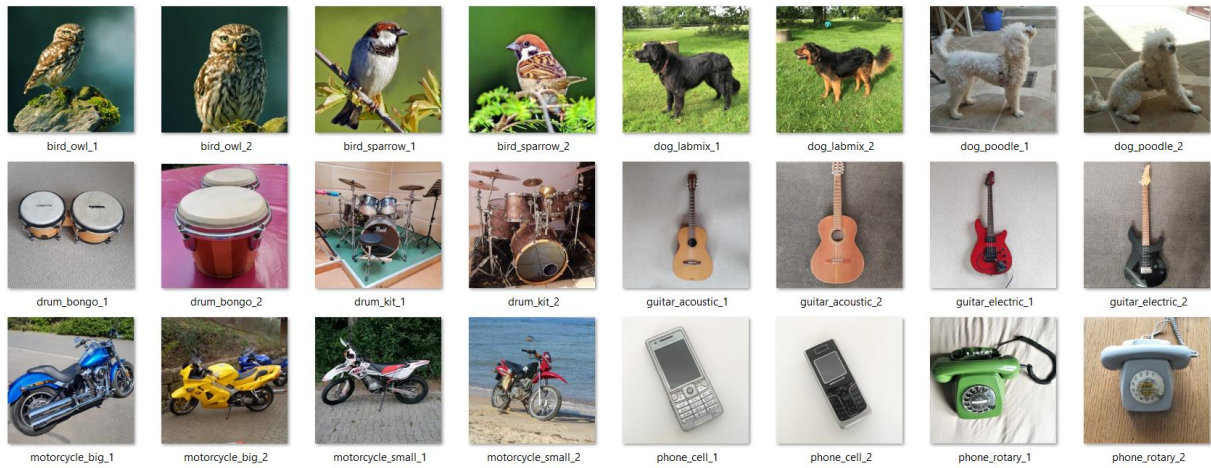 bird_owl_1
bird_owl_2
bird_sparrow_1
bird_sparrow_2
dog_labmix_1
dog_labmix_2
dog_poodle_1
dog_poodle_2
drum_bongo_1
drum_bongo_2
drum_kit_1
drum_kit_2
guitar_acoustic_1
guitar_acoustic_2
guitar_electric_1
guitar_electric_2
motorcycle_big_1
motorcycle_big_2
motorcycle_small_1
motorcycle_small_2
phone_cell_1
phone_cell_2
phone_rotary_1
phone_rotary_2